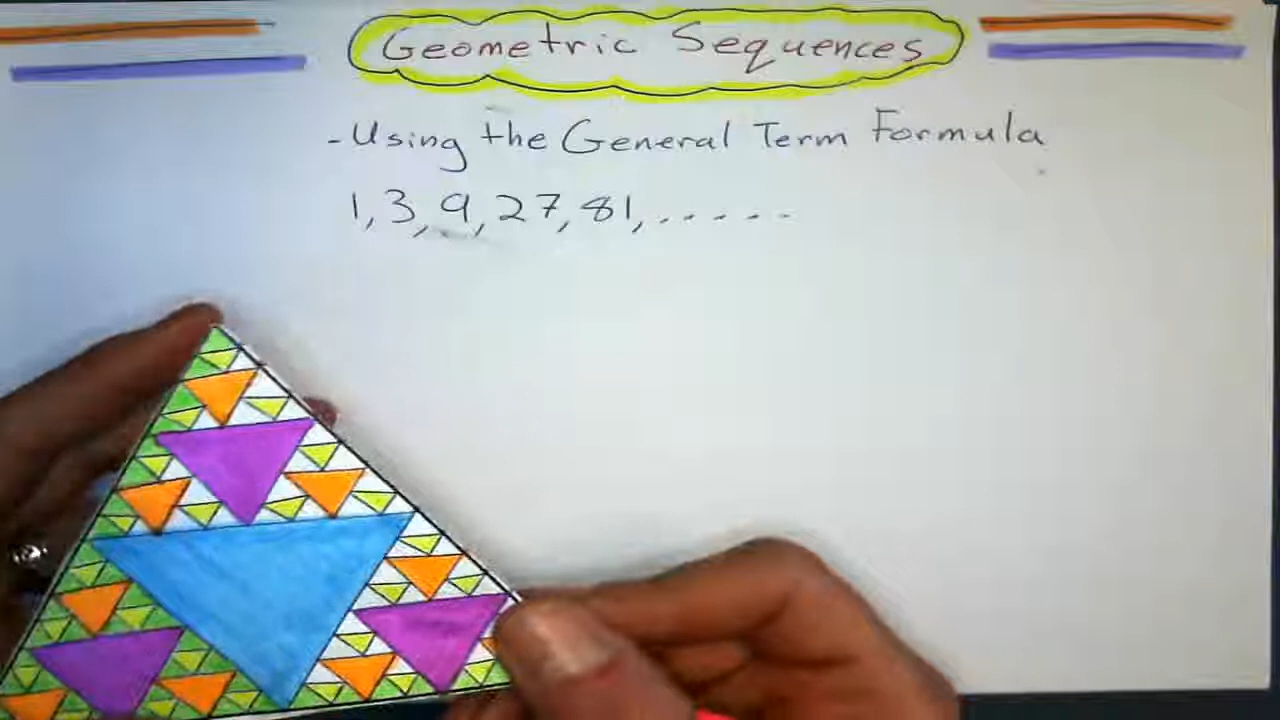 Geometric Sequences
- Using the General Term Formula
1, 3, 9, 27, 81, . . . . . .